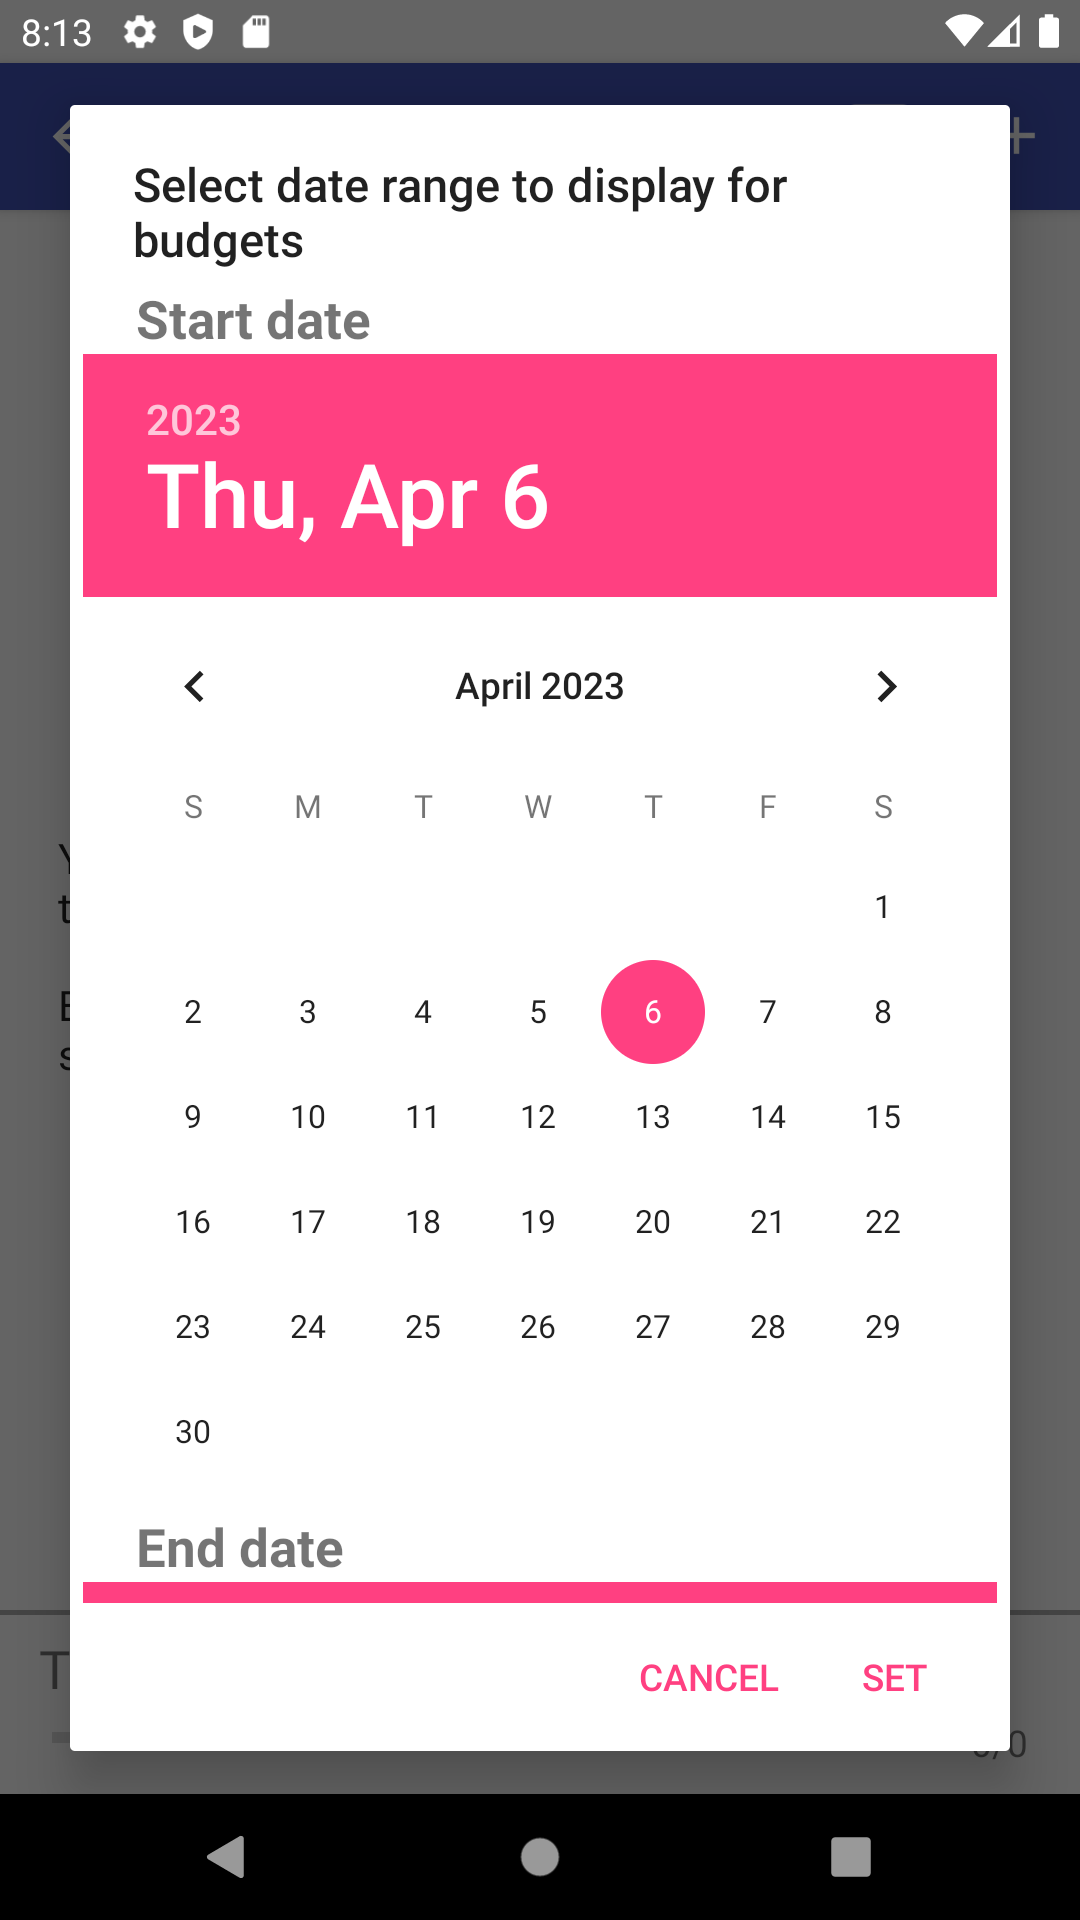 8:13
Select date range to display for
budgets
Start date
2023
Thu, Apr 6
April 2023
S M T W T F S
1
2 3 4 5 6 7 8
9 10 11 12 13 14 15
16 17 18 19 20 21 22
23 24 25 26 27 28 29
30
End date
CANCEL SET